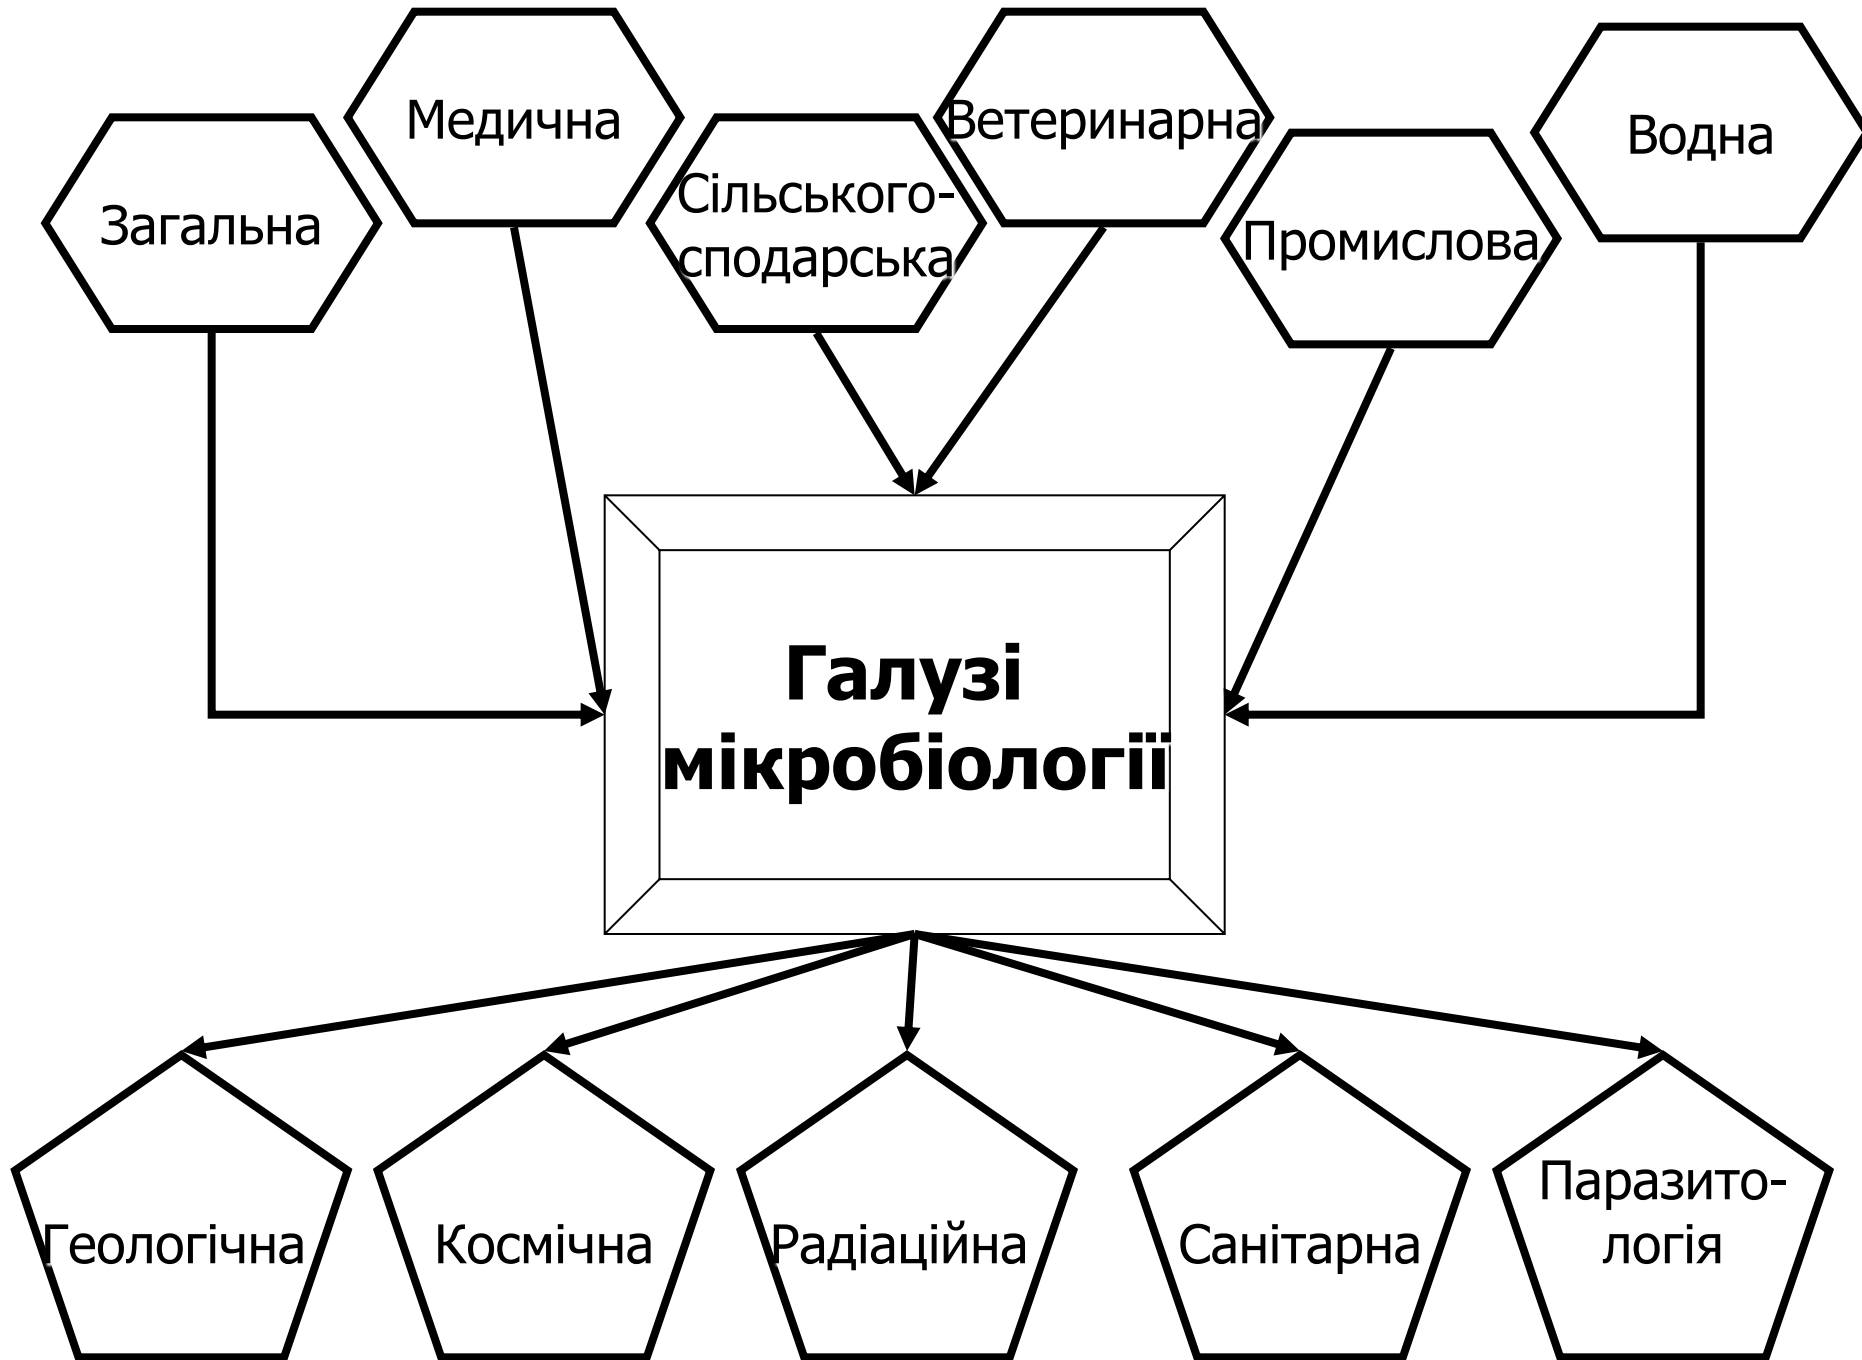 Загальна
Медична
Сільського-
сподарська
Ветеринарна
Промислова
Водна
Галузі
мікробіології
Геологічна
Космічна
Радіаційна
Санітарна
Паразито-
логія